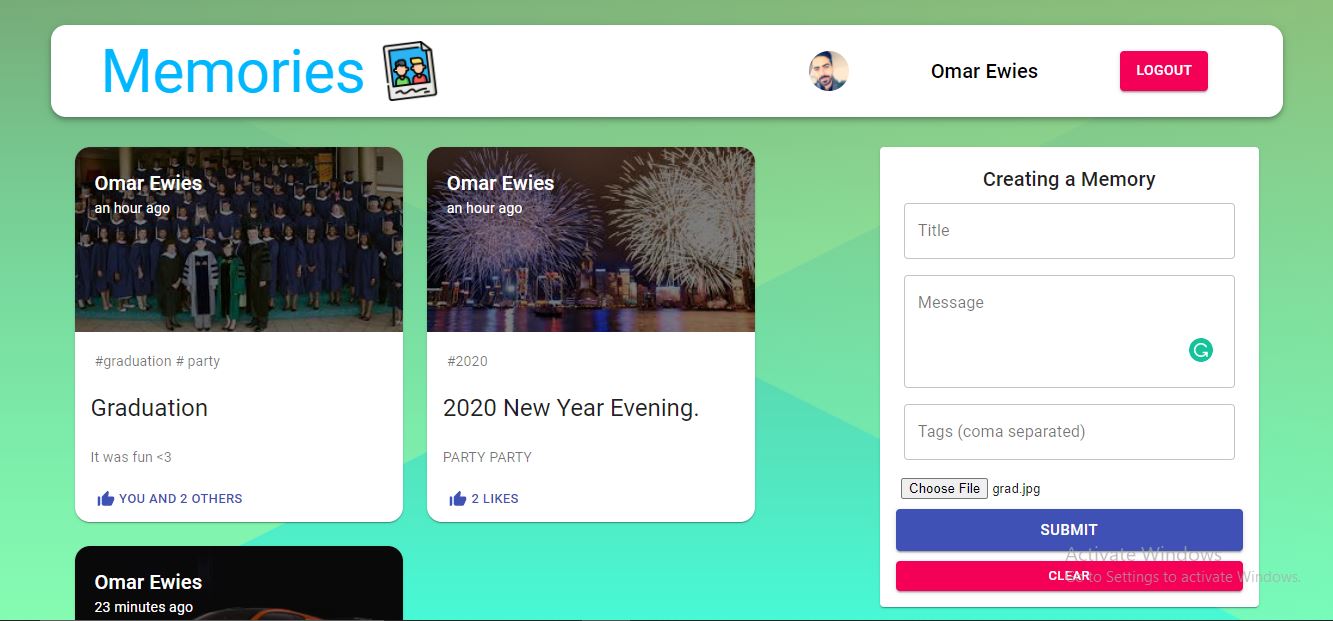 Memories
Omar Ewies
LOGOUT
Omar Ewies
an hour ago
#graduation # party
Graduation
It was fun <3
YOU AND 2 OTHERS
Omar Ewies
an hour ago
#2020
2020 New Year Evening.
PARTY PARTY
2 LIKES
Omar Ewies
23 minutes ago
Creating a Memory
Title
Message
Tags (coma separated)
Choose File grad.jpg
SUBMIT
CLEAR
Activate Windows
Go to Settings to activate Windows.